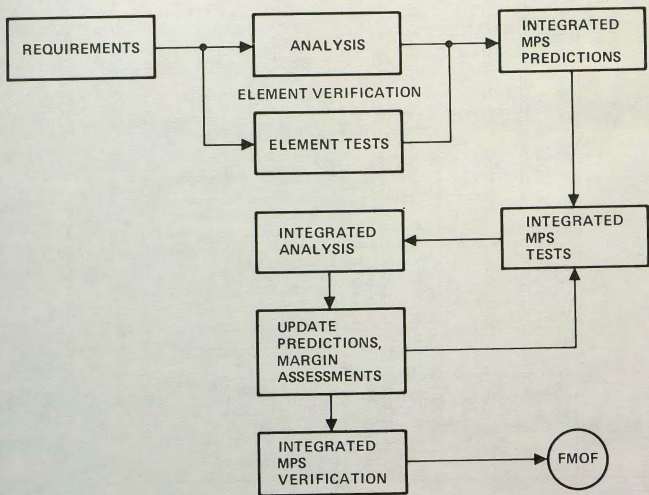 REQUIREMENTS
ANALYSIS
INTEGRATED
MPS
PREDICTIONS
ELEMENT VERIFICATION
ELEMENT TESTS
INTEGRATED
ANALYSIS
INTEGRATED
MPS
TESTS
UPDATE
PREDICTIONS,
MARGIN
ASSESSMENTS
INTEGRATED
MPS
VERIFICATION
FMOF